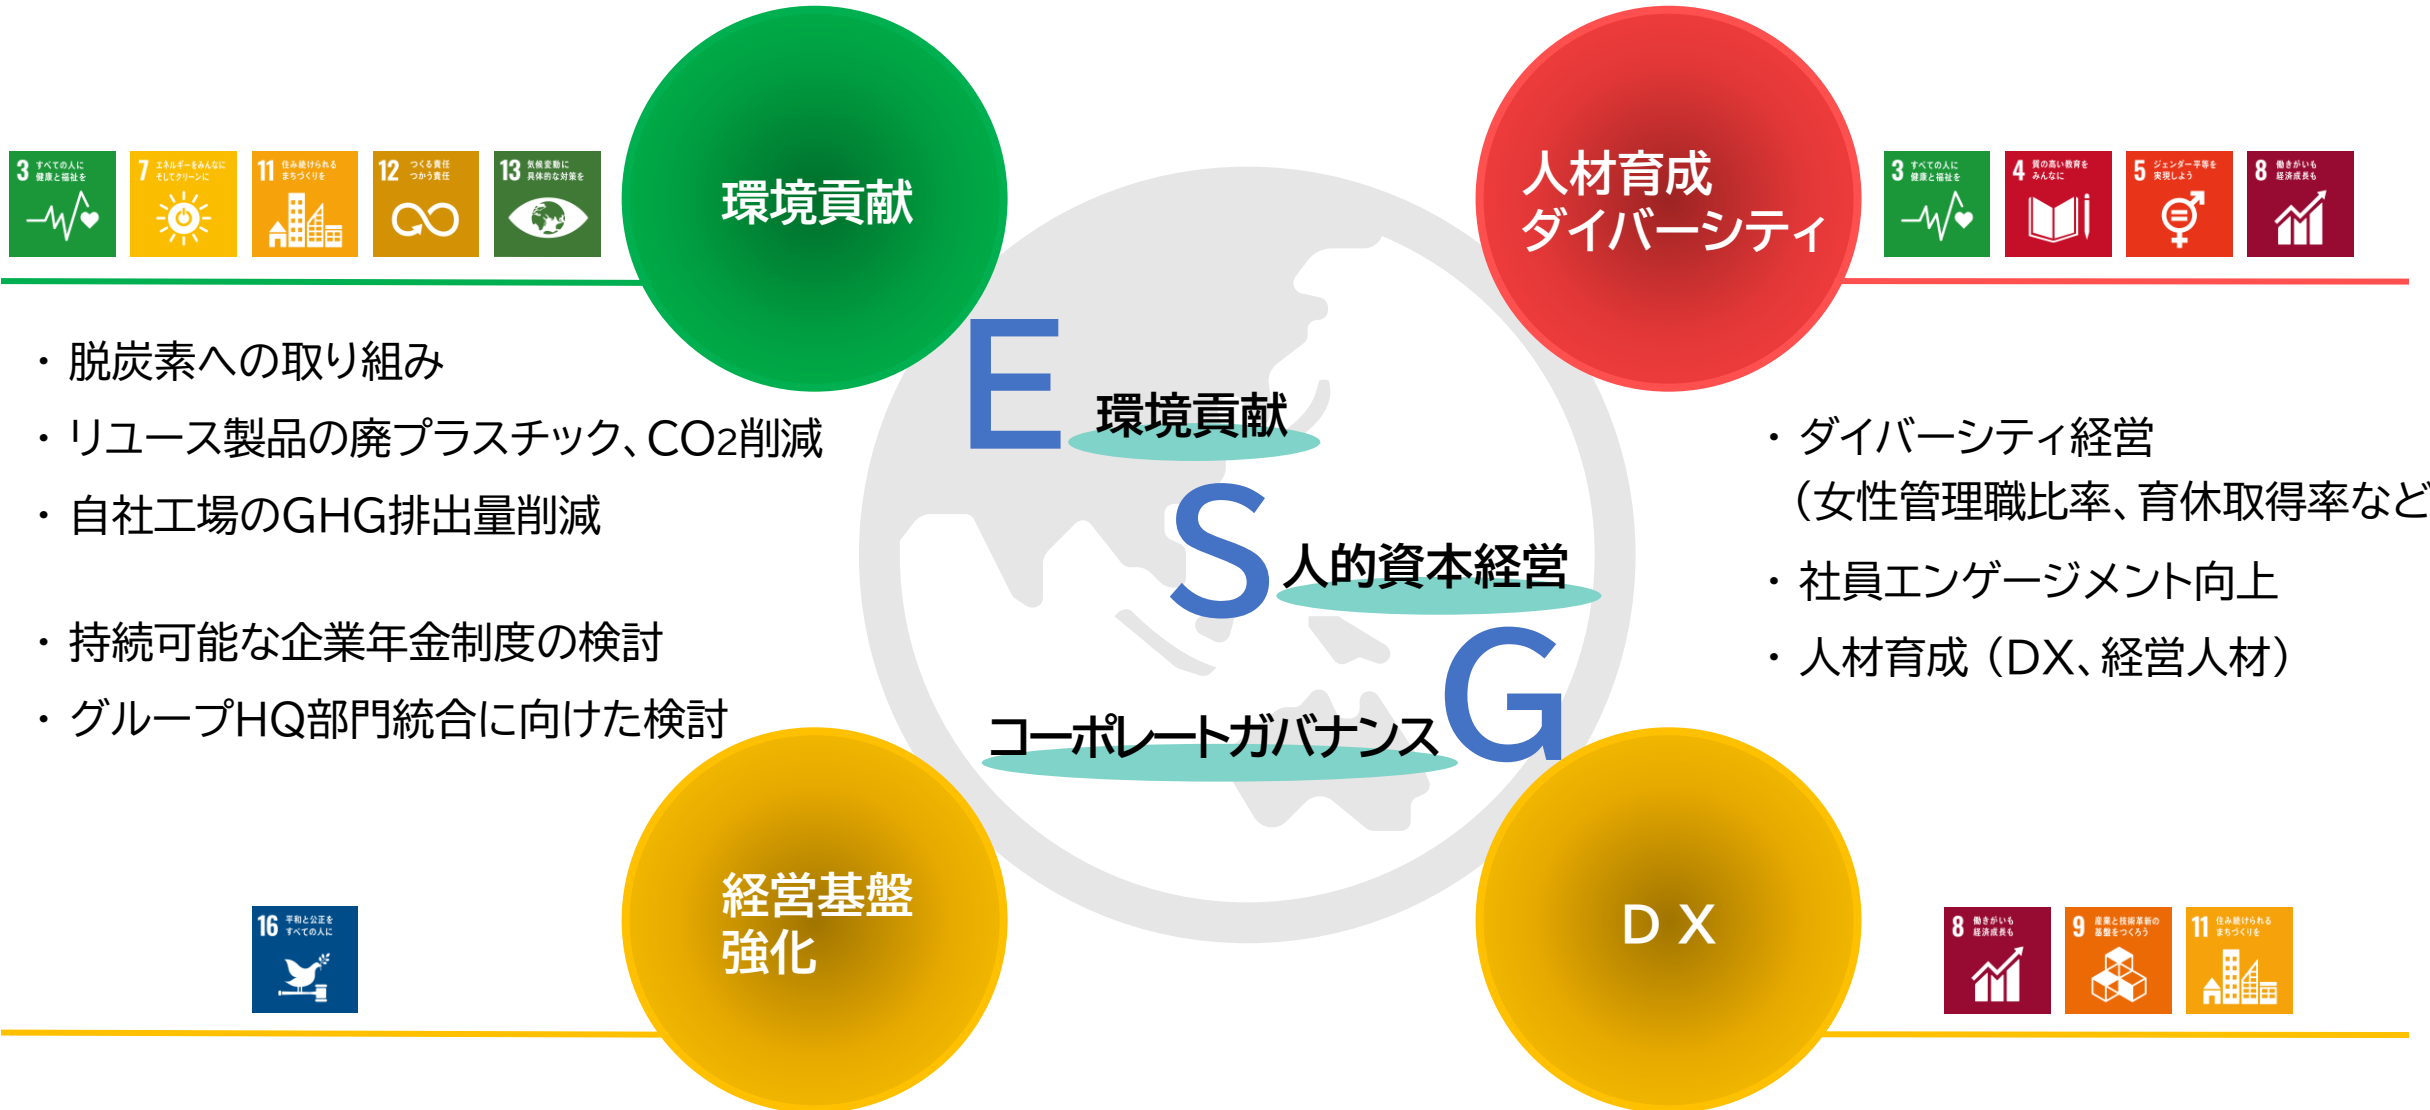 3 すべての人に
健康と福祉を
7 エネルギーをみんなに
そしてクリーンに
11 住み続けられる
まちづくりを
12 つくる責任
つかう責任
13 気候変動に
具体的な対策を
環境貢献
・脱炭素への取り組み
・リユース製品の廃プラスチック、CO2削減
・自社工場のGHG排出量削減
人材育成
ダイバーシティ
3 すべての人に
健康と福祉を
4 質の高い教育を
みんなに
5 ジェンダー平等を
実現しよう
8 働きがいも
経済成長も
・ダイバーシティ経営
（女性管理職比率、育休取得率など
・社員エンゲージメント向上
・人材育成（DX、経営人材）
E 環境貢献
S 人的資本経営
コーポレートガバナンス G
・持続可能な企業年金制度の検討
・グループHQ部門統合に向けた検討
経営基盤
強化
16 平和と公正を
すべての人に
DX
8 働きがいも
経済成長も
9 産業と技術革新の
基盤をつくろう
11 住み続けられる
まちづくりを